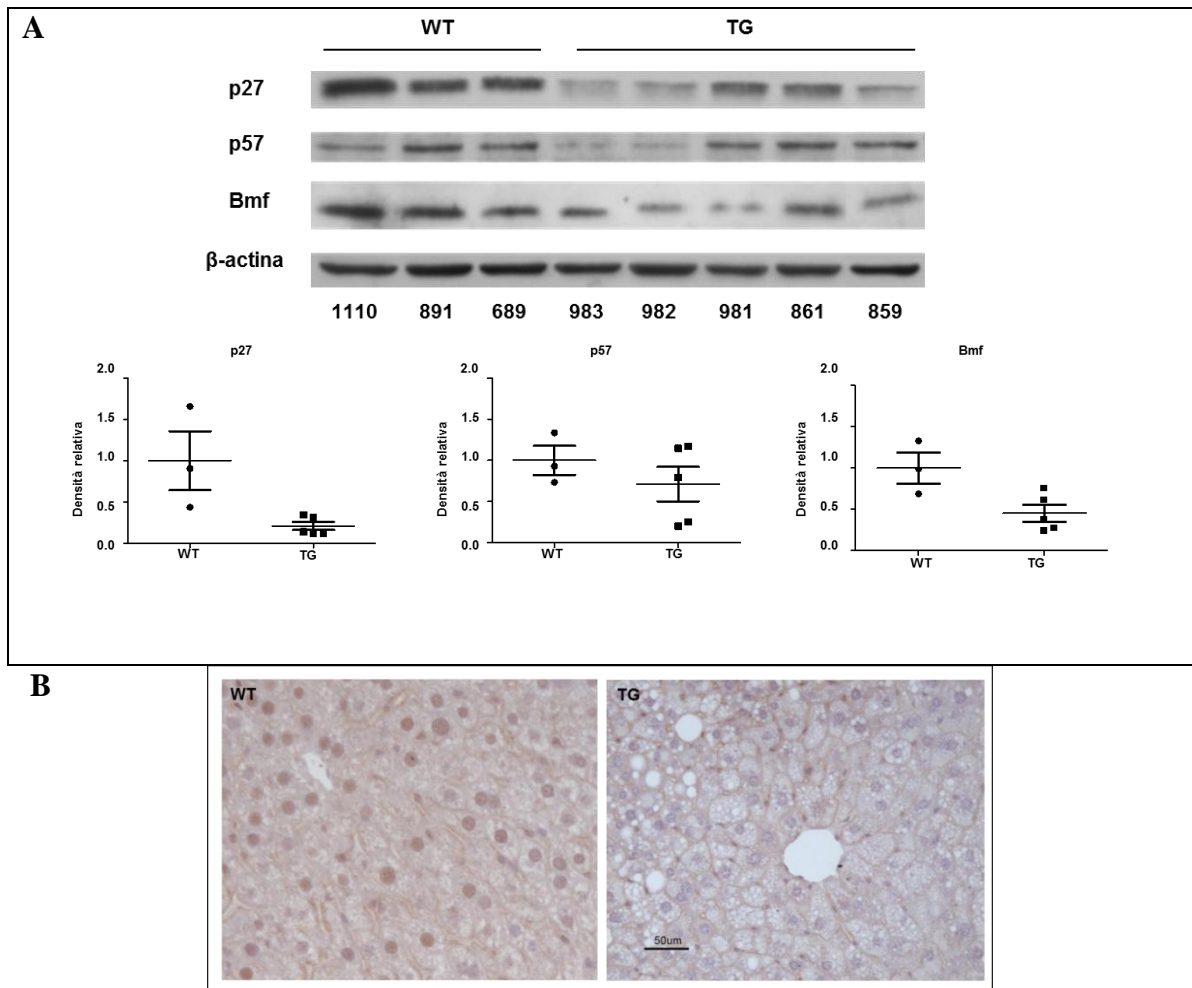 A
WT TG
p27
p57
Bmf
β-actina
1110 891 689 983 982 981 861 859
p27
2.0
1.5
1.0
0.5
0.0
Densità relativa
WT TG
p57
2.0
1.5
1.0
0.5
0.0
Densità relativa
WT TG
Bmf
2.0
1.5
1.0
0.5
0.0
Densità relativa
WT TG
B
WT
TG
50um